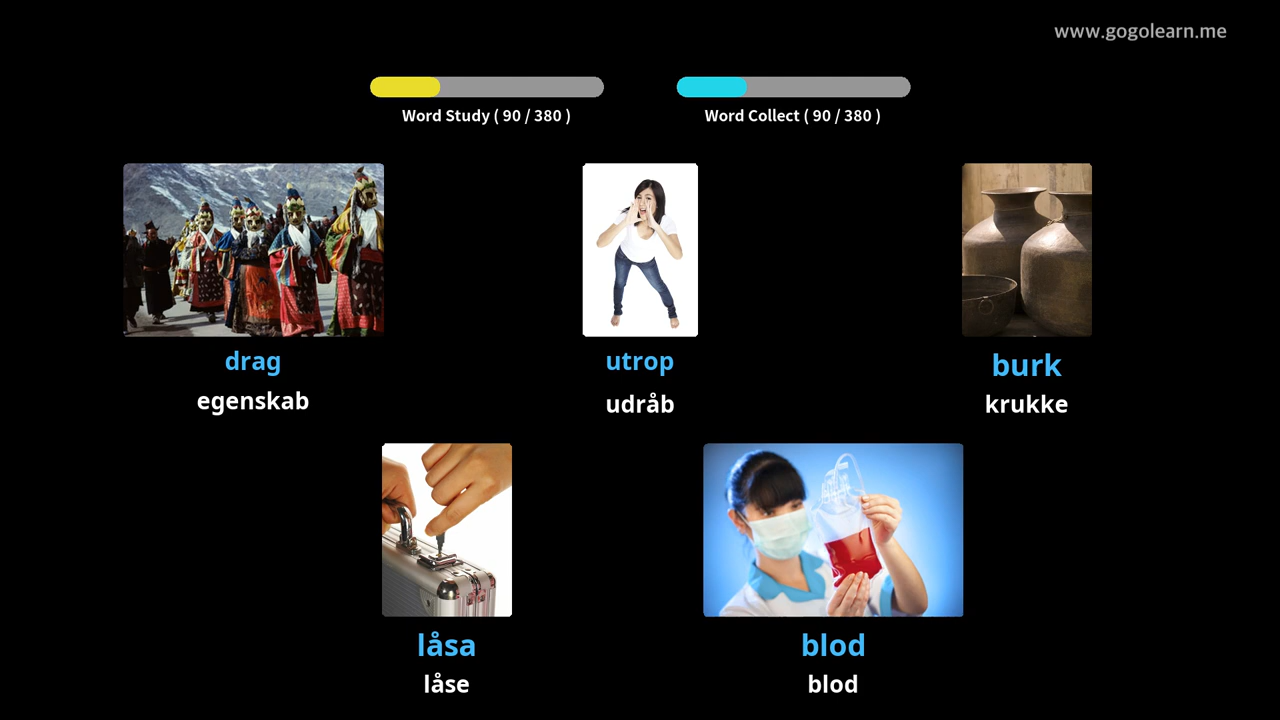 www.gogolearn.me
Word Study ( 90 / 380 )
Word Collect ( 90 / 380 )
drag
egenskab
utrop
udråb
burk
krukke
låsa
låse
blod
blod